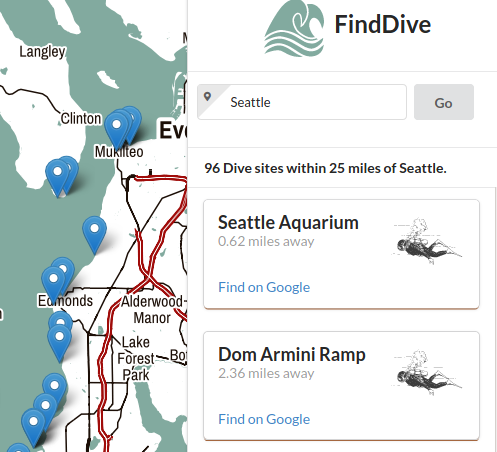 Langley
Clinton
Mukilteo
Eve
Edmonds
Alderwood-
Manor
Lake
Forest
Park
Bo
FindDive
Seattle
Go
96 Dive sites within 25 miles of Seattle.
Seattle Aquarium
0.62 miles away
Find on Google
Dom Armini Ramp
2.36 miles away
Find on Google